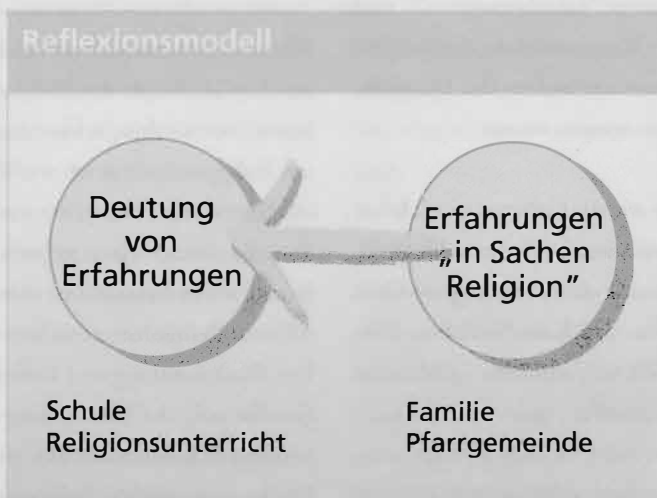 Reflexionsmodell
Deutung
von
Erfahrungen
Erfahrungen
„in Sachen
Religion”
Schule
Religionsunterricht
Familie
Pfarrgemeinde